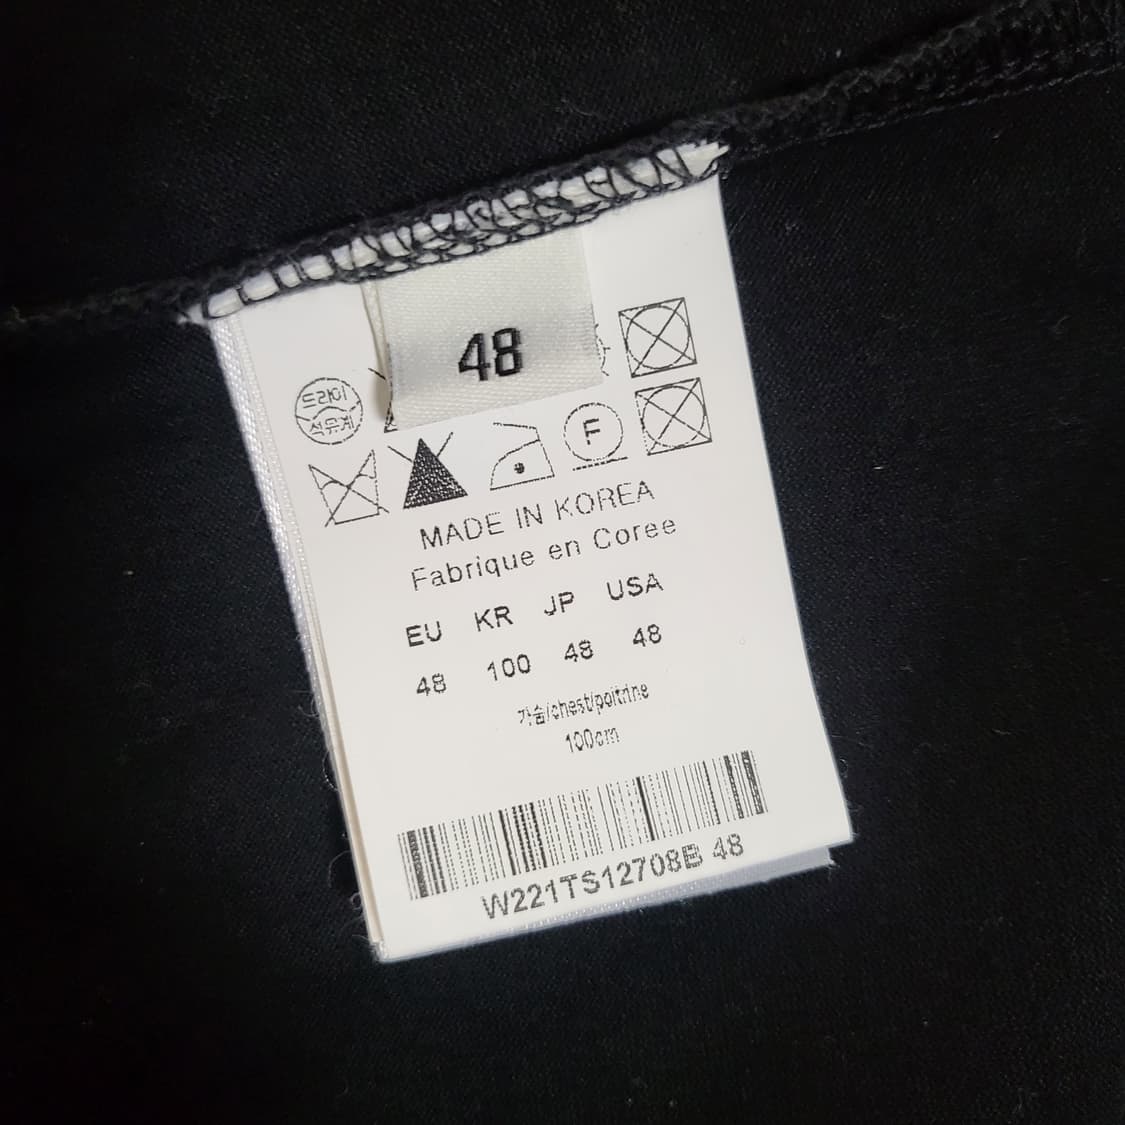 48
드라이
석유계
F
MADE IN KOREA
Fabrique en Coree
EU KR JP USA
48 100 48 48
가슴/chest/poitrine
100cm
W221TS12708B 48